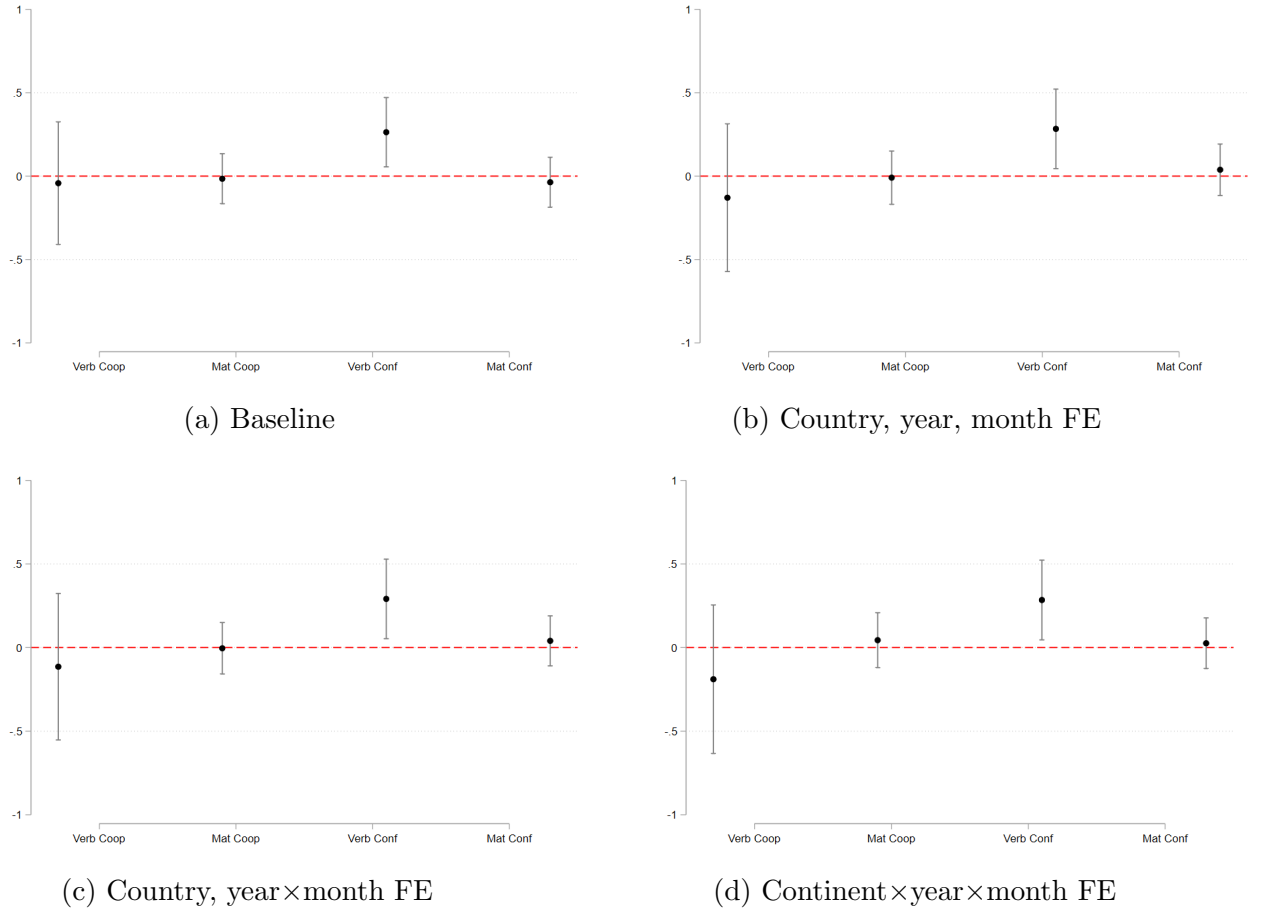 1
.5
0
-.5
-1
Verb Coop Mat Coop Verb Conf Mat Conf
(a) Baseline
1
.5
0
-.5
-1
Verb Coop Mat Coop Verb Conf Mat Conf
(b) Country, year, month FE
1
.5
0
-.5
-1
Verb Coop Mat Coop Verb Conf Mat Conf
(c) Country, year×month FE
1
.5
0
-.5
-1
Verb Coop Mat Coop Verb Conf Mat Conf
(d) Continent×year×month FE